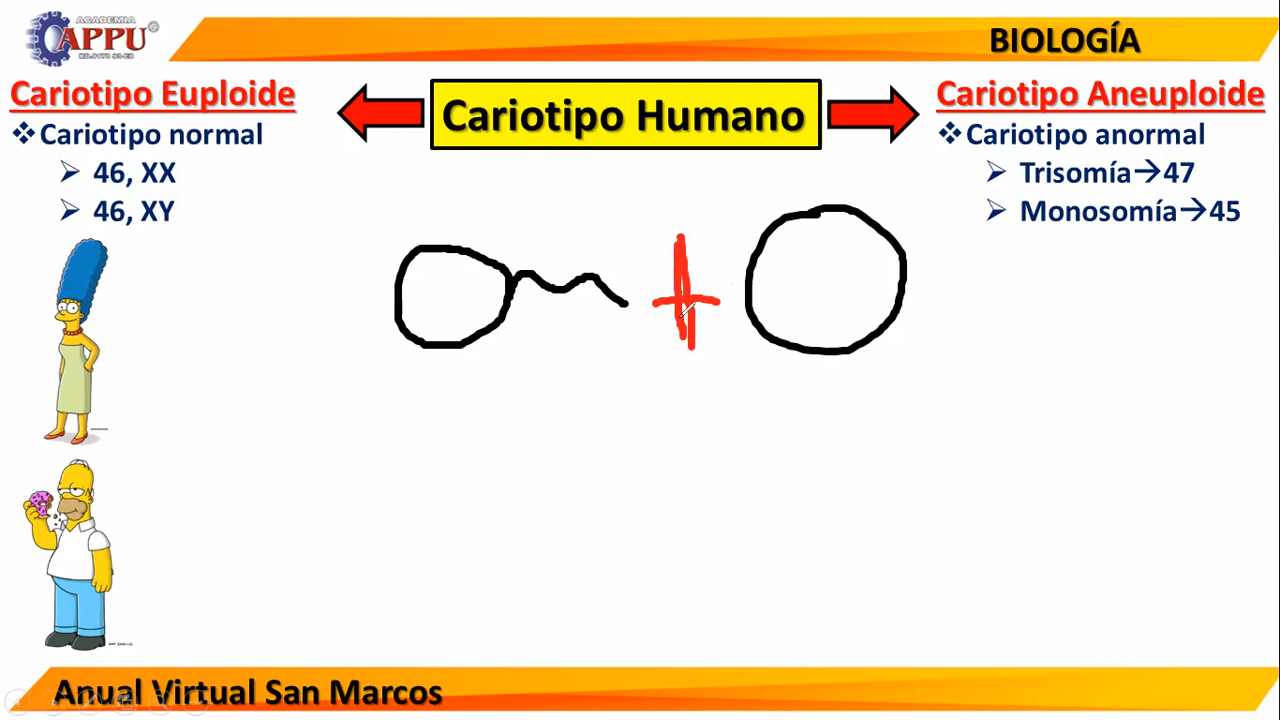 ACADEMIA
APPU®
BIOLOGÍA
Cariotipo Euploide
Cariotipo Humano
Cariotipo Aneuploide
❖Cariotipo normal
➢ 46, XX
➢ 46, XY
❖Cariotipo anormal
➢ Trisomía→47
➢ Monosomía→45
Anual Virtual San Marcos